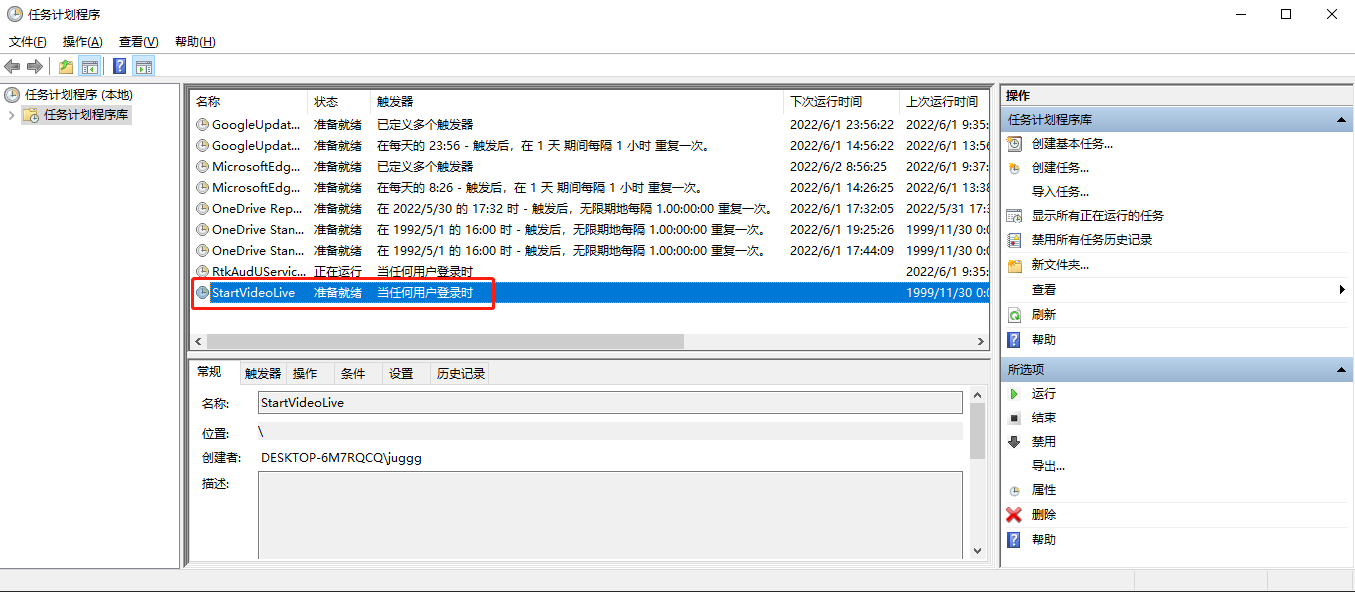 任务计划程序
文件(F) 操作(A) 查看(V) 帮助(H)
任务计划程序 (本地)
任务计划程序库
名称 状态 触发器 下次运行时间 上次运行时间
GoogleUpdat... 准备就绪 已定义多个触发器 2022/6/1 23:56:22 2022/6/1 9:35:
GoogleUpdat... 准备就绪 在每天的 23:56 - 触发后，在 1 天 期间每隔 1 小时 重复一次。 2022/6/1 14:56:22 2022/6/1 13:56
MicrosoftEdg... 准备就绪 已定义多个触发器 2022/6/2 8:56:25 2022/6/1 9:37:
MicrosoftEdg... 准备就绪 在每天的 8:26 - 触发后，在 1 天 期间每隔 1 小时 重复一次。 2022/6/1 14:26:25 2022/6/1 13:38
OneDrive Rep... 准备就绪 在 2022/5/30 的 17:32 时 - 触发后，无限期地每隔 1.00:00:00 重复一次。 2022/6/1 17:32:05 2022/5/31 17:3
OneDrive Stan... 准备就绪 在 1992/5/1 的 16:00 时 - 触发后，无限期地每隔 1.00:00:00 重复一次。 2022/6/1 19:25:26 1999/11/30 0:0
OneDrive Stan... 准备就绪 在 1992/5/1 的 16:00 时 - 触发后，无限期地每隔 1.00:00:00 重复一次。 2022/6/1 17:44:09 1999/11/30 0:0
RtkAudUServic... 正在运行 当任何用户登录时 2022/6/1 9:35:
StartVideoLive 准备就绪 当任何用户登录时 1999/11/30 0:0
常规 触发器 操作 条件 设置 历史记录
名称: StartVideoLive
位置: \
创建者: DESKTOP-6M7RQCQ\juggg
描述:
操作
任务计划程序库
创建基本任务...
创建任务...
导入任务...
显示所有正在运行的任务
禁用所有任务历史记录
新文件夹...
查看
刷新
帮助
所选项
运行
结束
禁用
导出...
属性
删除
帮助